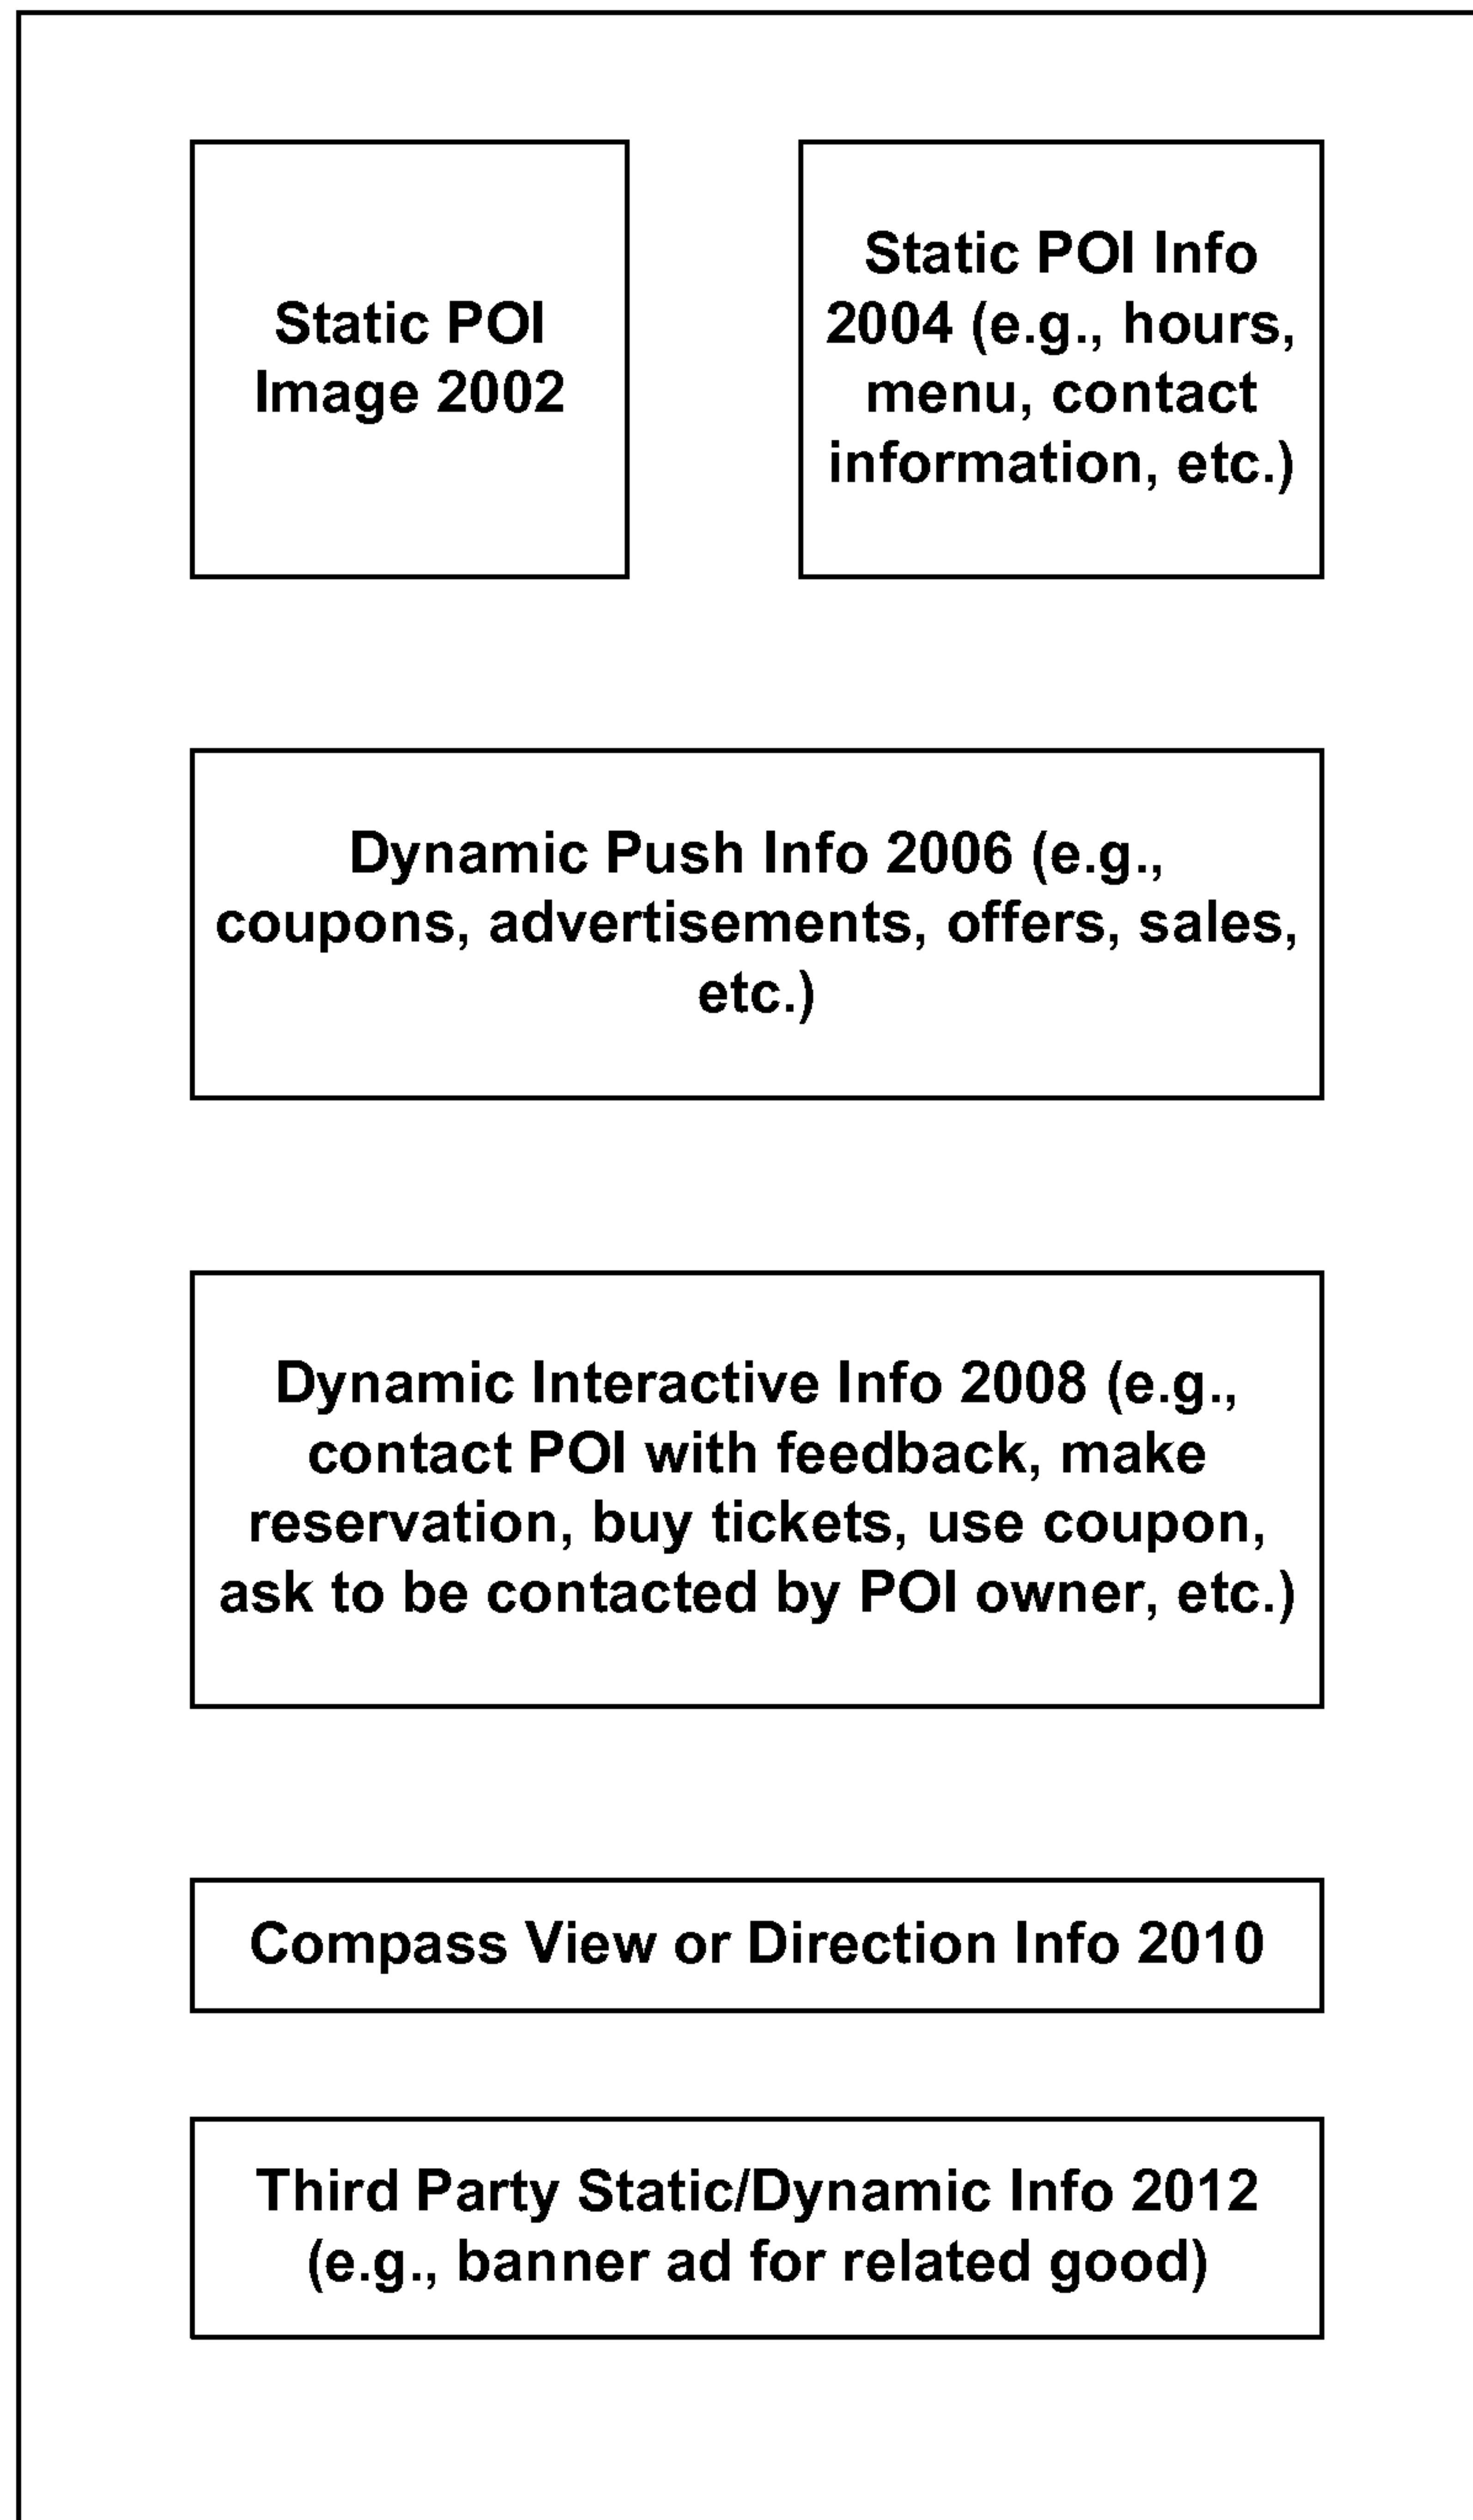 Static POI
Image 2002
Static POI Info
2004 (e.g., hours,
menu, contact
information, etc.)
Dynamic Push Info 2006 (e.g.,
coupons, advertisements, offers, sales,
etc.)
Dynamic Interactive Info 2008 (e.g.,
contact POI with feedback, make
reservation, buy tickets, use coupon,
ask to be contacted by POI owner, etc.)
Compass View or Direction Info 2010
Third Party Static/Dynamic Info 2012
(e.g., banner ad for related good)